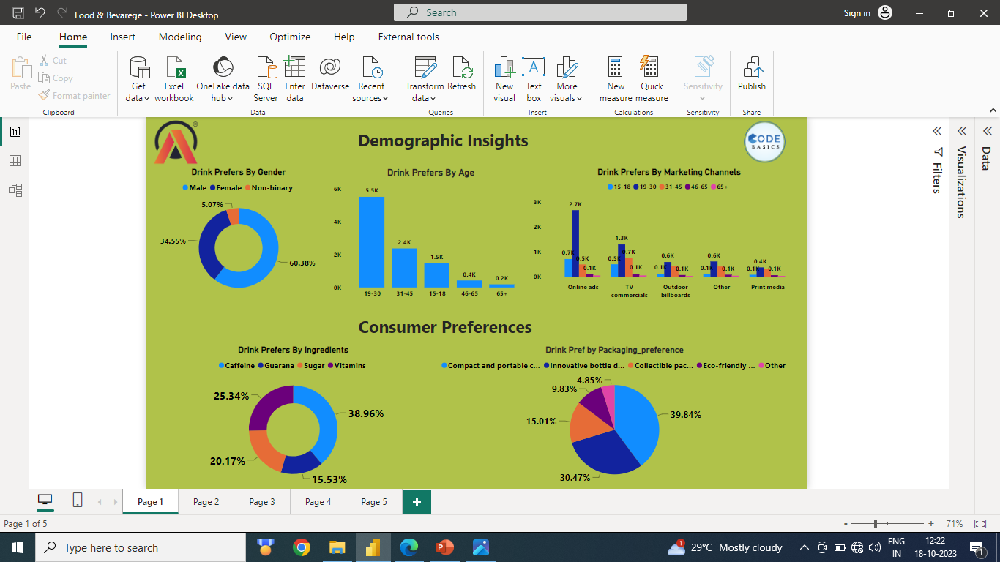 Food & Bevarege - Power BI Desktop
Search
Sign in
File Home Insert Modeling View Optimize Help External tools
Paste
Cut
Copy
Format painter
Clipboard
Get data
Excel workbook
OneLake data hub
SQL Server
Enter data
Dataverse
Recent sources
Data
Transform data
Refresh
Queries
New visual
Text box
More visuals
Insert
New measure
Quick measure
Calculations
Sensitivity
Sensitivity
Publish
Share
Demographic Insights
CODE
BASICS
®
Drink Prefers By Gender
Male Female Non-binary
5.07%
34.55%
60.38%
Drink Prefers By Age
6K
4K
2K
0K
5.5K
2.4K
1.5K
0.4K
0.2K
19-30 31-45 15-18 46-65 65+
Drink Prefers By Marketing Channels
15-18 19-30 31-45 46-65 65+
3K
2K
1K
0K
0.7K 2.7K 0.5K 0.1K
0.5K 1.3K 0.7K 0.1K
0.1K 0.6K 0.1K
0.1K 0.6K 0.1K
0.1K 0.4K 0.1K
Online ads
TV commercials
Outdoor billboards
Other
Print media
Consumer Preferences
Drink Prefers By Ingredients
Caffeine Guarana Sugar Vitamins
25.34%
38.96%
20.17%
15.53%
Drink Pref by Packaging_preference
Compact and portable c... Innovative bottle d... Collectible pac... Eco-friendly ... Other
4.85%
9.83%
15.01%
39.84%
30.47%
Filters
Visualizations
Data
Page 1 Page 2 Page 3 Page 4 Page 5
+
Page 1 of 5
- + 71%
Type here to search
1
29°C Mostly cloudy
ENG
IN
12:22
18-10-2023
1